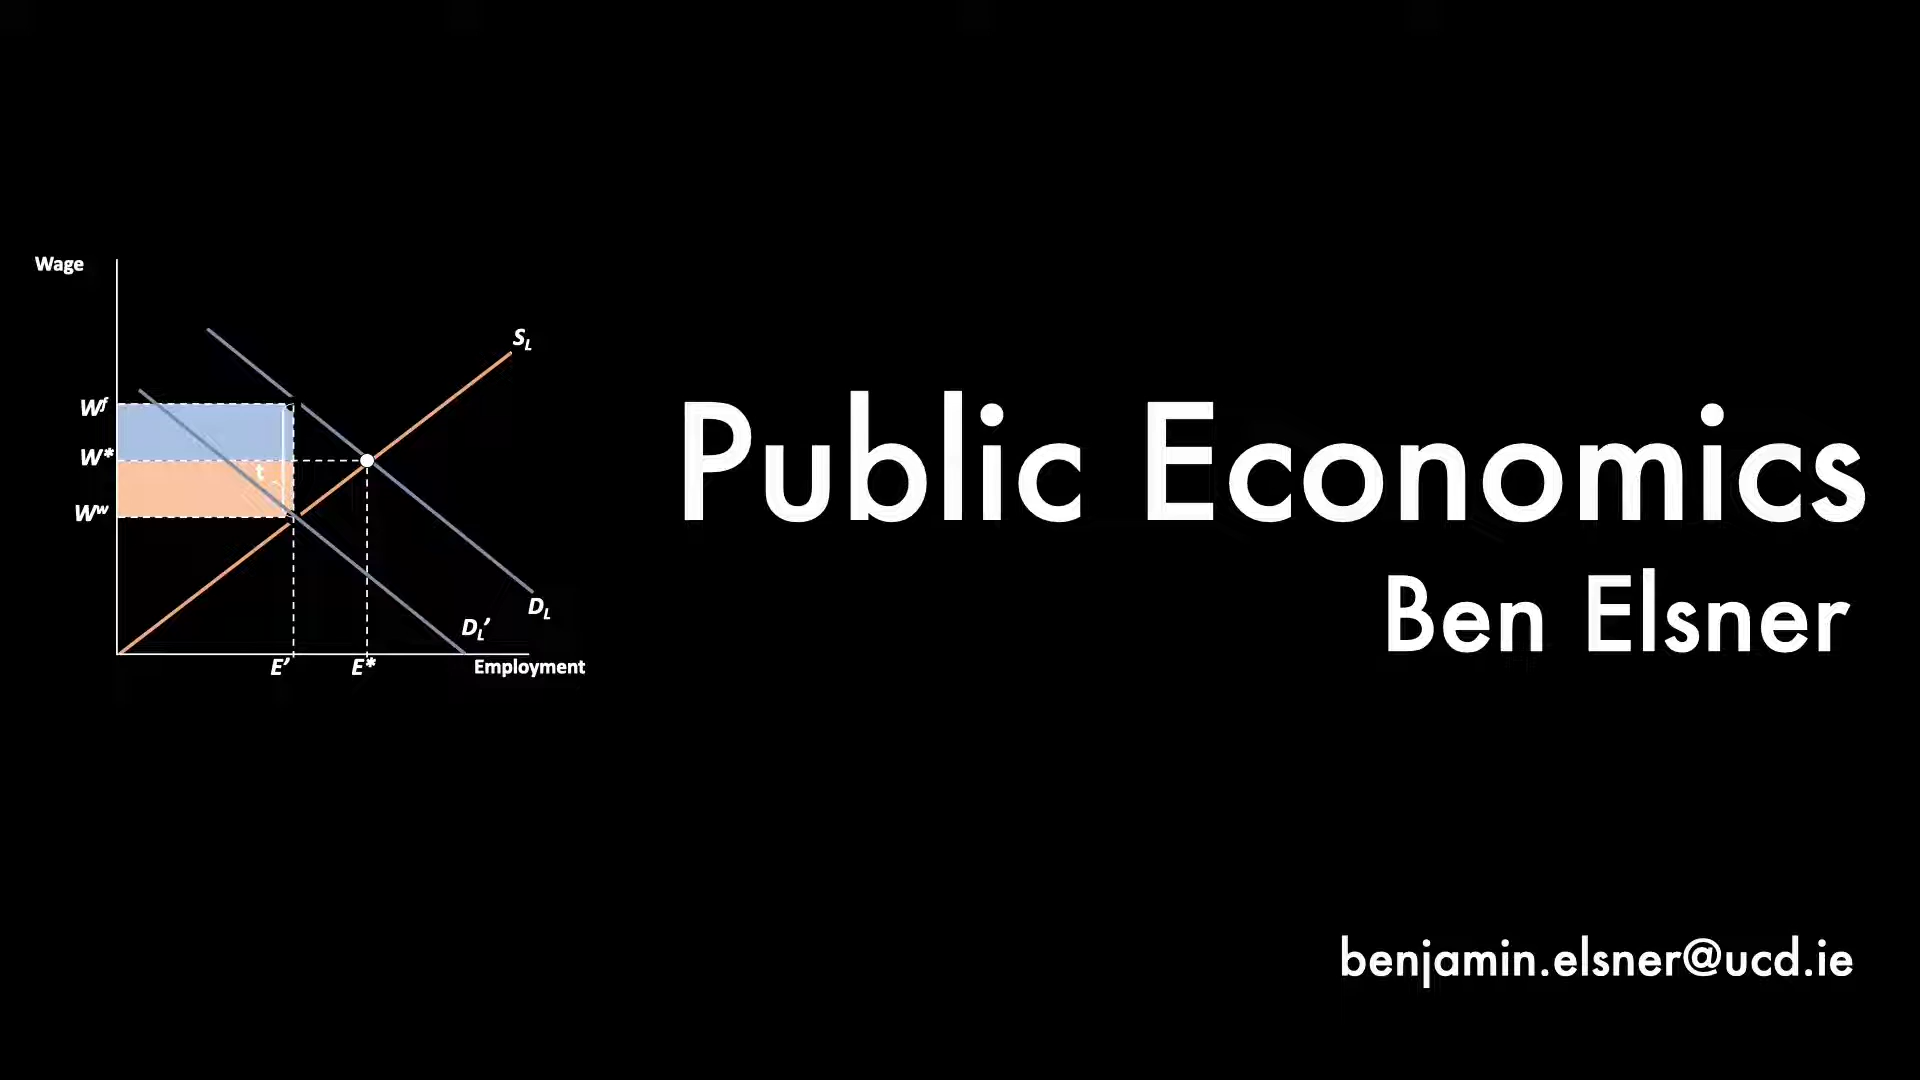 Wage
S_L
W^f
W*
t
W^w
D_L
D_L’
E’
E*
Employment
Public Economics
Ben Elsner
benjamin.elsner@ucd.ie